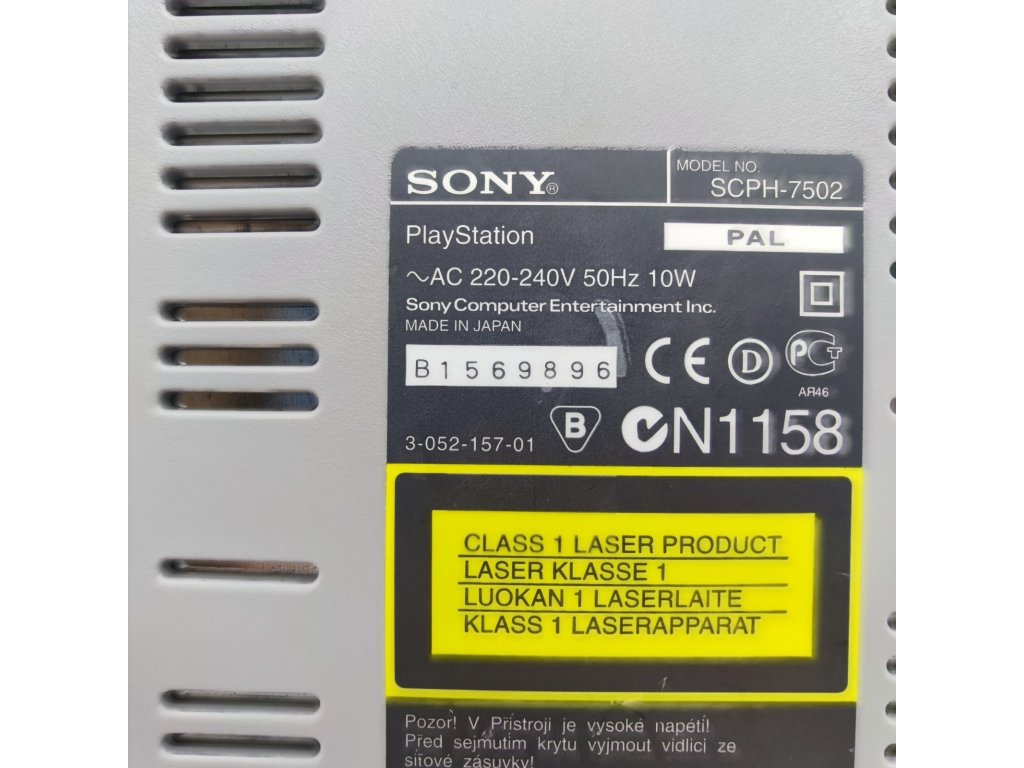 SONY®
MODEL NO.
SCPH-7502
PlayStation
PAL
~AC 220-240V 50Hz 10W
Sony Computer Entertainment Inc.
MADE IN JAPAN
B1569896
CE
D
PCT
АЯ46
3-052-157-01
B
N1158
CLASS 1 LASER PRODUCT
LASER KLASSE 1
LUOKAN 1 LASERLAITE
KLASS 1 LASERAPPARAT
Pozor! V Přístroji je vysoké napětí!
Před sejmutím krytu vyjmout vidlici ze
síťové zásuvky!